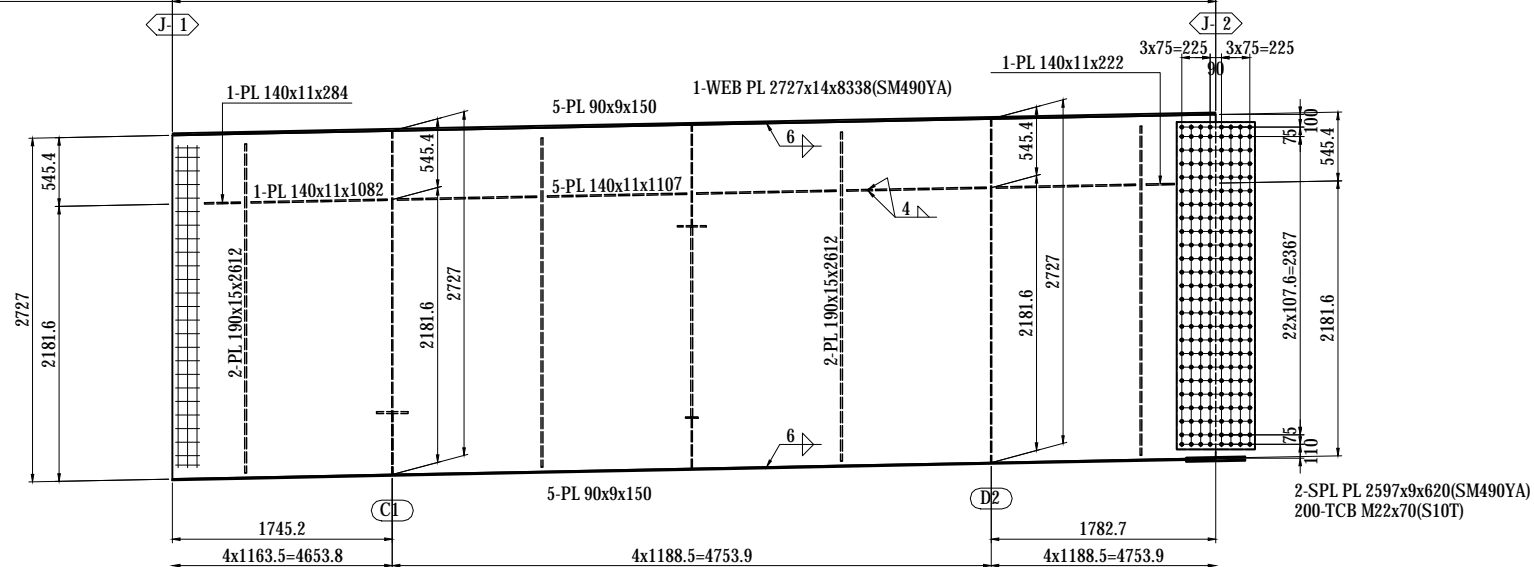 J- 1
J- 2
3x75=225
3x75=225
90
1-PL 140x11x284
5-PL 90x9x150
1-WEB PL 2727x14x8338(SM490YA)
1-PL 140x11x222
6
100
75
545.4
545.4
545.4
545.4
1-PL 140x11x1082
5-PL 140x11x1107
4
2-PL 190x15x2612
2-PL 190x15x2612
2727
2181.6
2181.6
2727
2181.6
2727
22x107.6=2367
2181.6
6
75
110
5-PL 90x9x150
C1
D2
2-SPL PL 2597x9x620(SM490YA)
200-TCB M22x70(S10T)
1745.2
1782.7
4x1163.5=4653.8
4x1188.5=4753.9
4x1188.5=4753.9